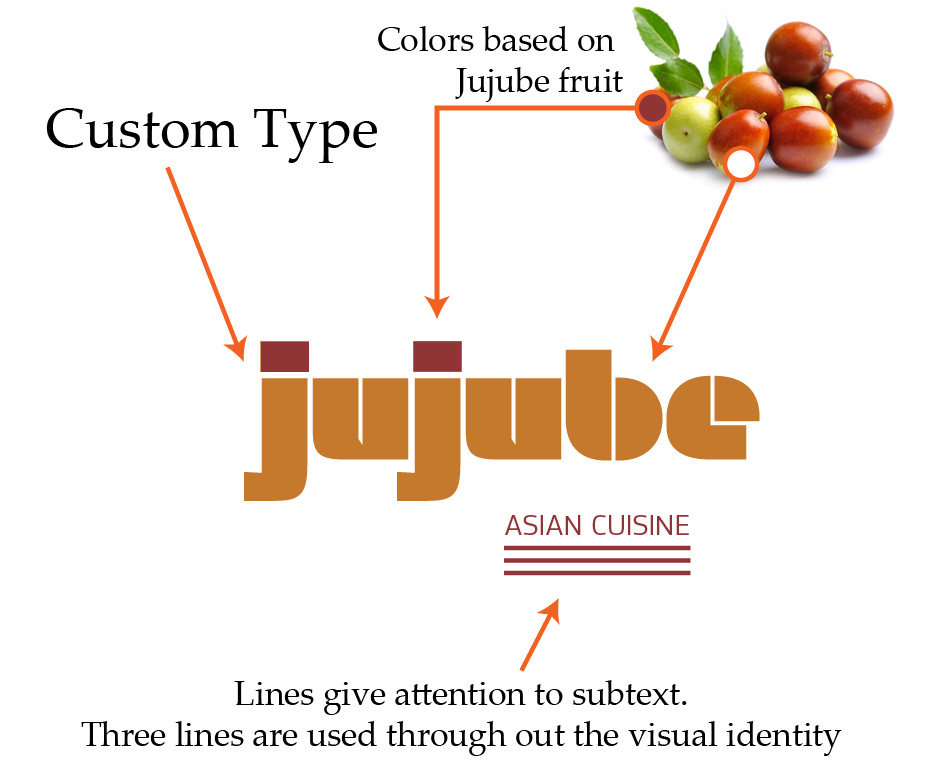 Colors based on
Jujube fruit
Custom Type
jujube
ASIAN CUISINE
Lines give attention to subtext.
Three lines are used through out the visual identity